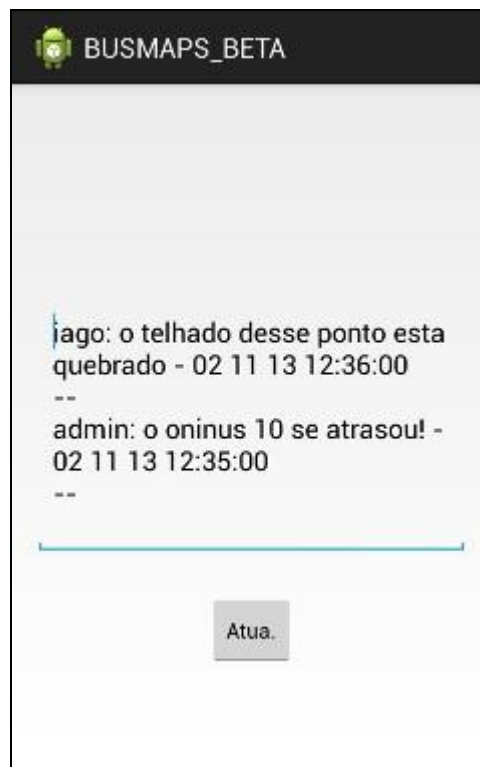 BUSMAPS_BETA
iago: o telhado desse ponto esta
quebrado - 02 11 13 12:36:00
--
admin: o oninus 10 se atrasou! -
02 11 13 12:35:00
--
Atua.